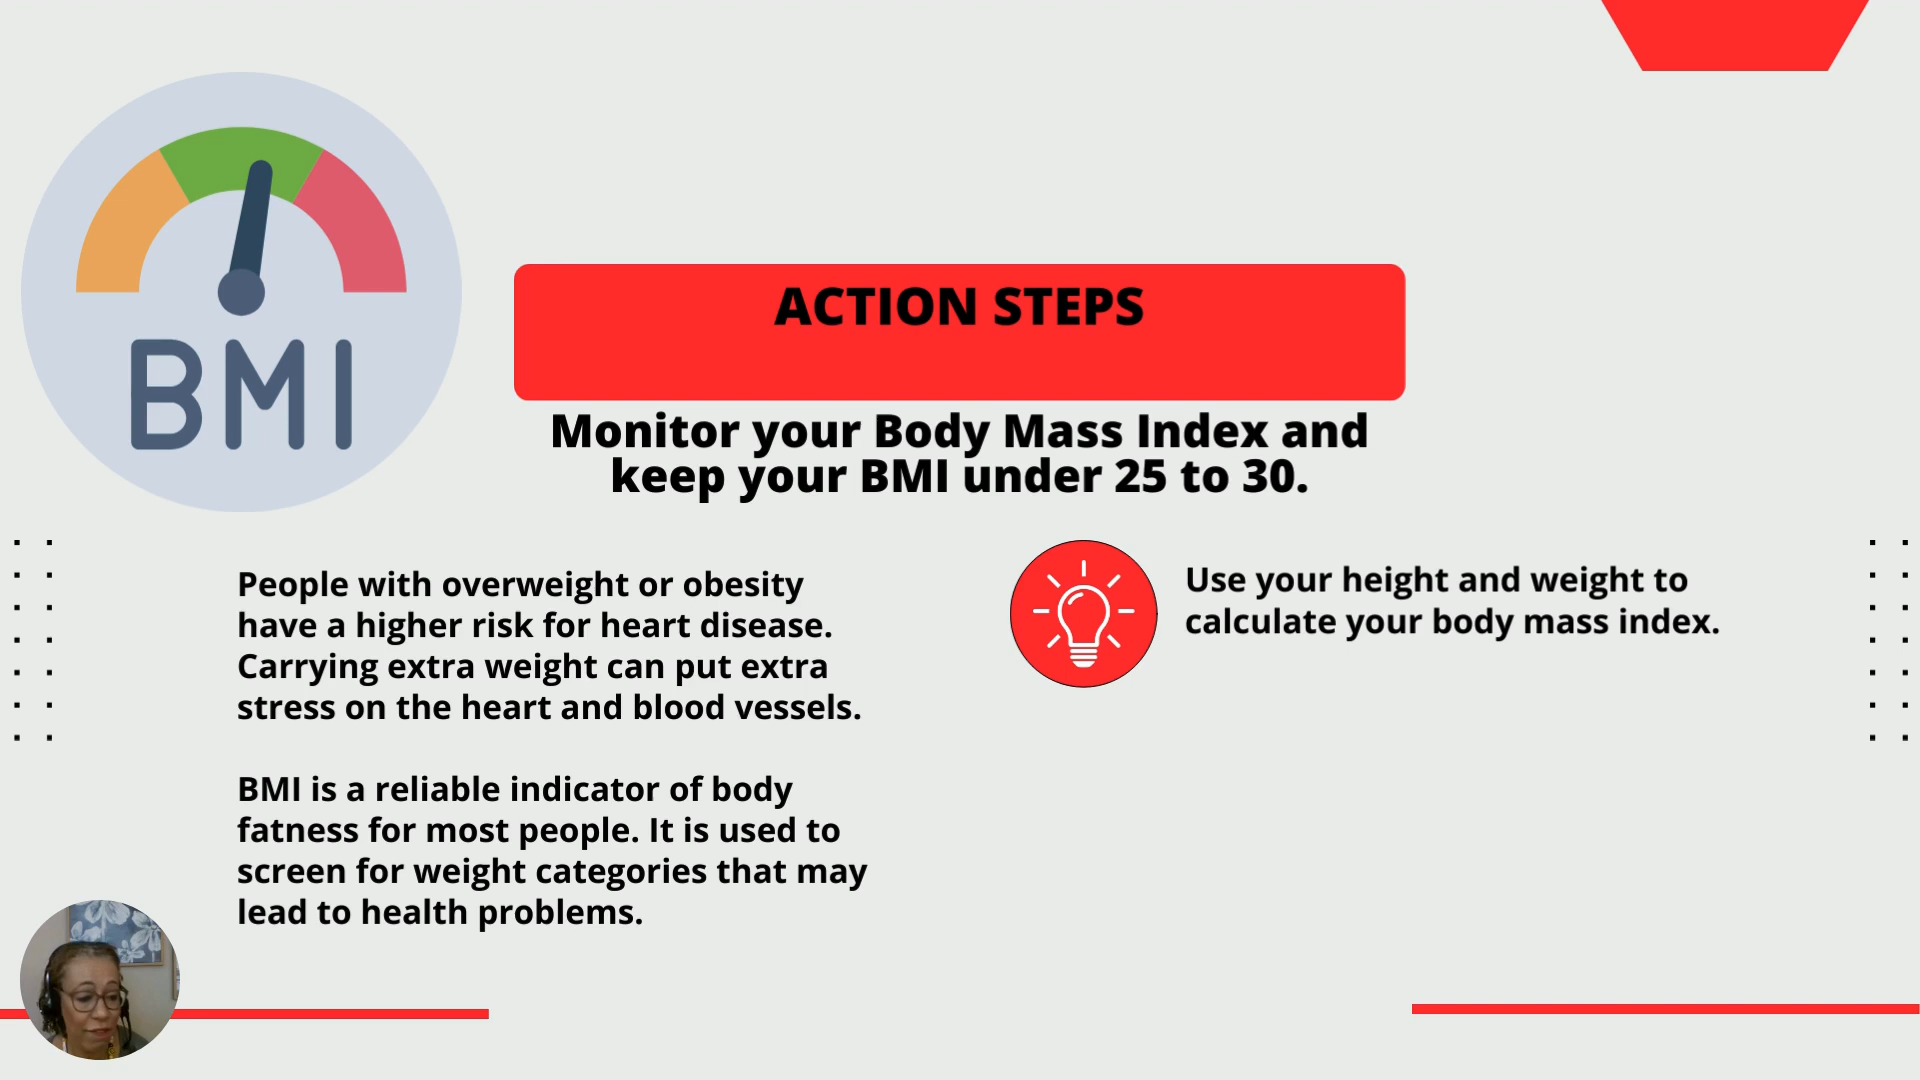 BMI
ACTION STEPS
Monitor your Body Mass Index and
keep your BMI under 25 to 30.
People with overweight or obesity
have a higher risk for heart disease.
Carrying extra weight can put extra
stress on the heart and blood vessels.
BMI is a reliable indicator of body
fatness for most people. It is used to
screen for weight categories that may
lead to health problems.
Use your height and weight to
calculate your body mass index.